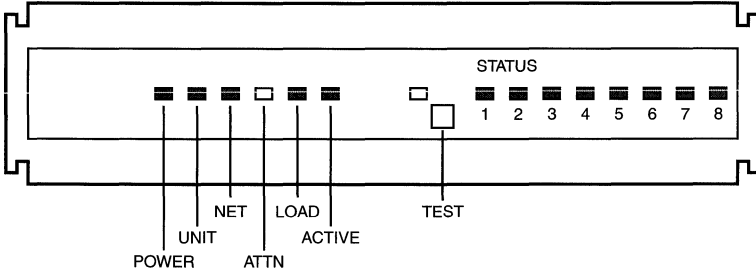 STATUS
1 2 3 4 5 6 7 8
NET LOAD TEST
UNIT ACTIVE
POWER ATTN